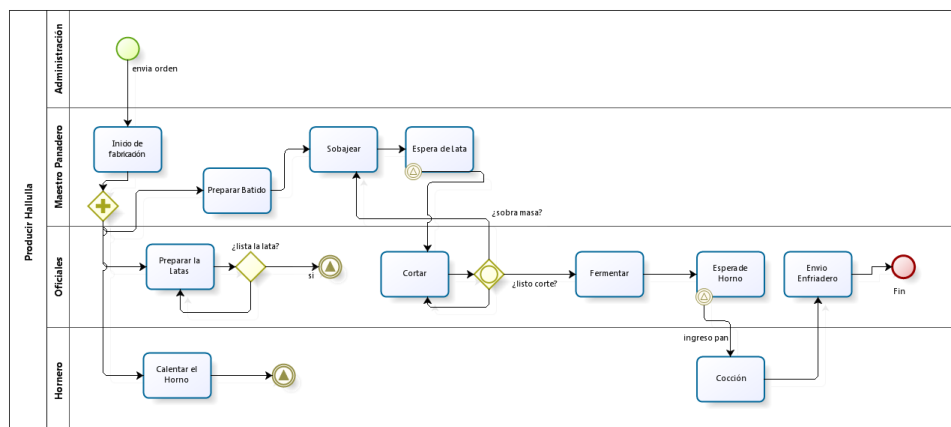 Producir Hallulla
Administración
envia orden
Maestro Panadero
Inicio de
fabricación
Preparar Batido
Sobajear
Espera de Lata
¿sobra masa?
Oficiales
Preparar la
Latas
¿lista la lata?
si
Cortar
¿listo corte?
Fermentar
Espera de
Horno
Envio
Enfriadero
Fin
Hornero
Calentar el
Horno
ingreso pan
Cocción